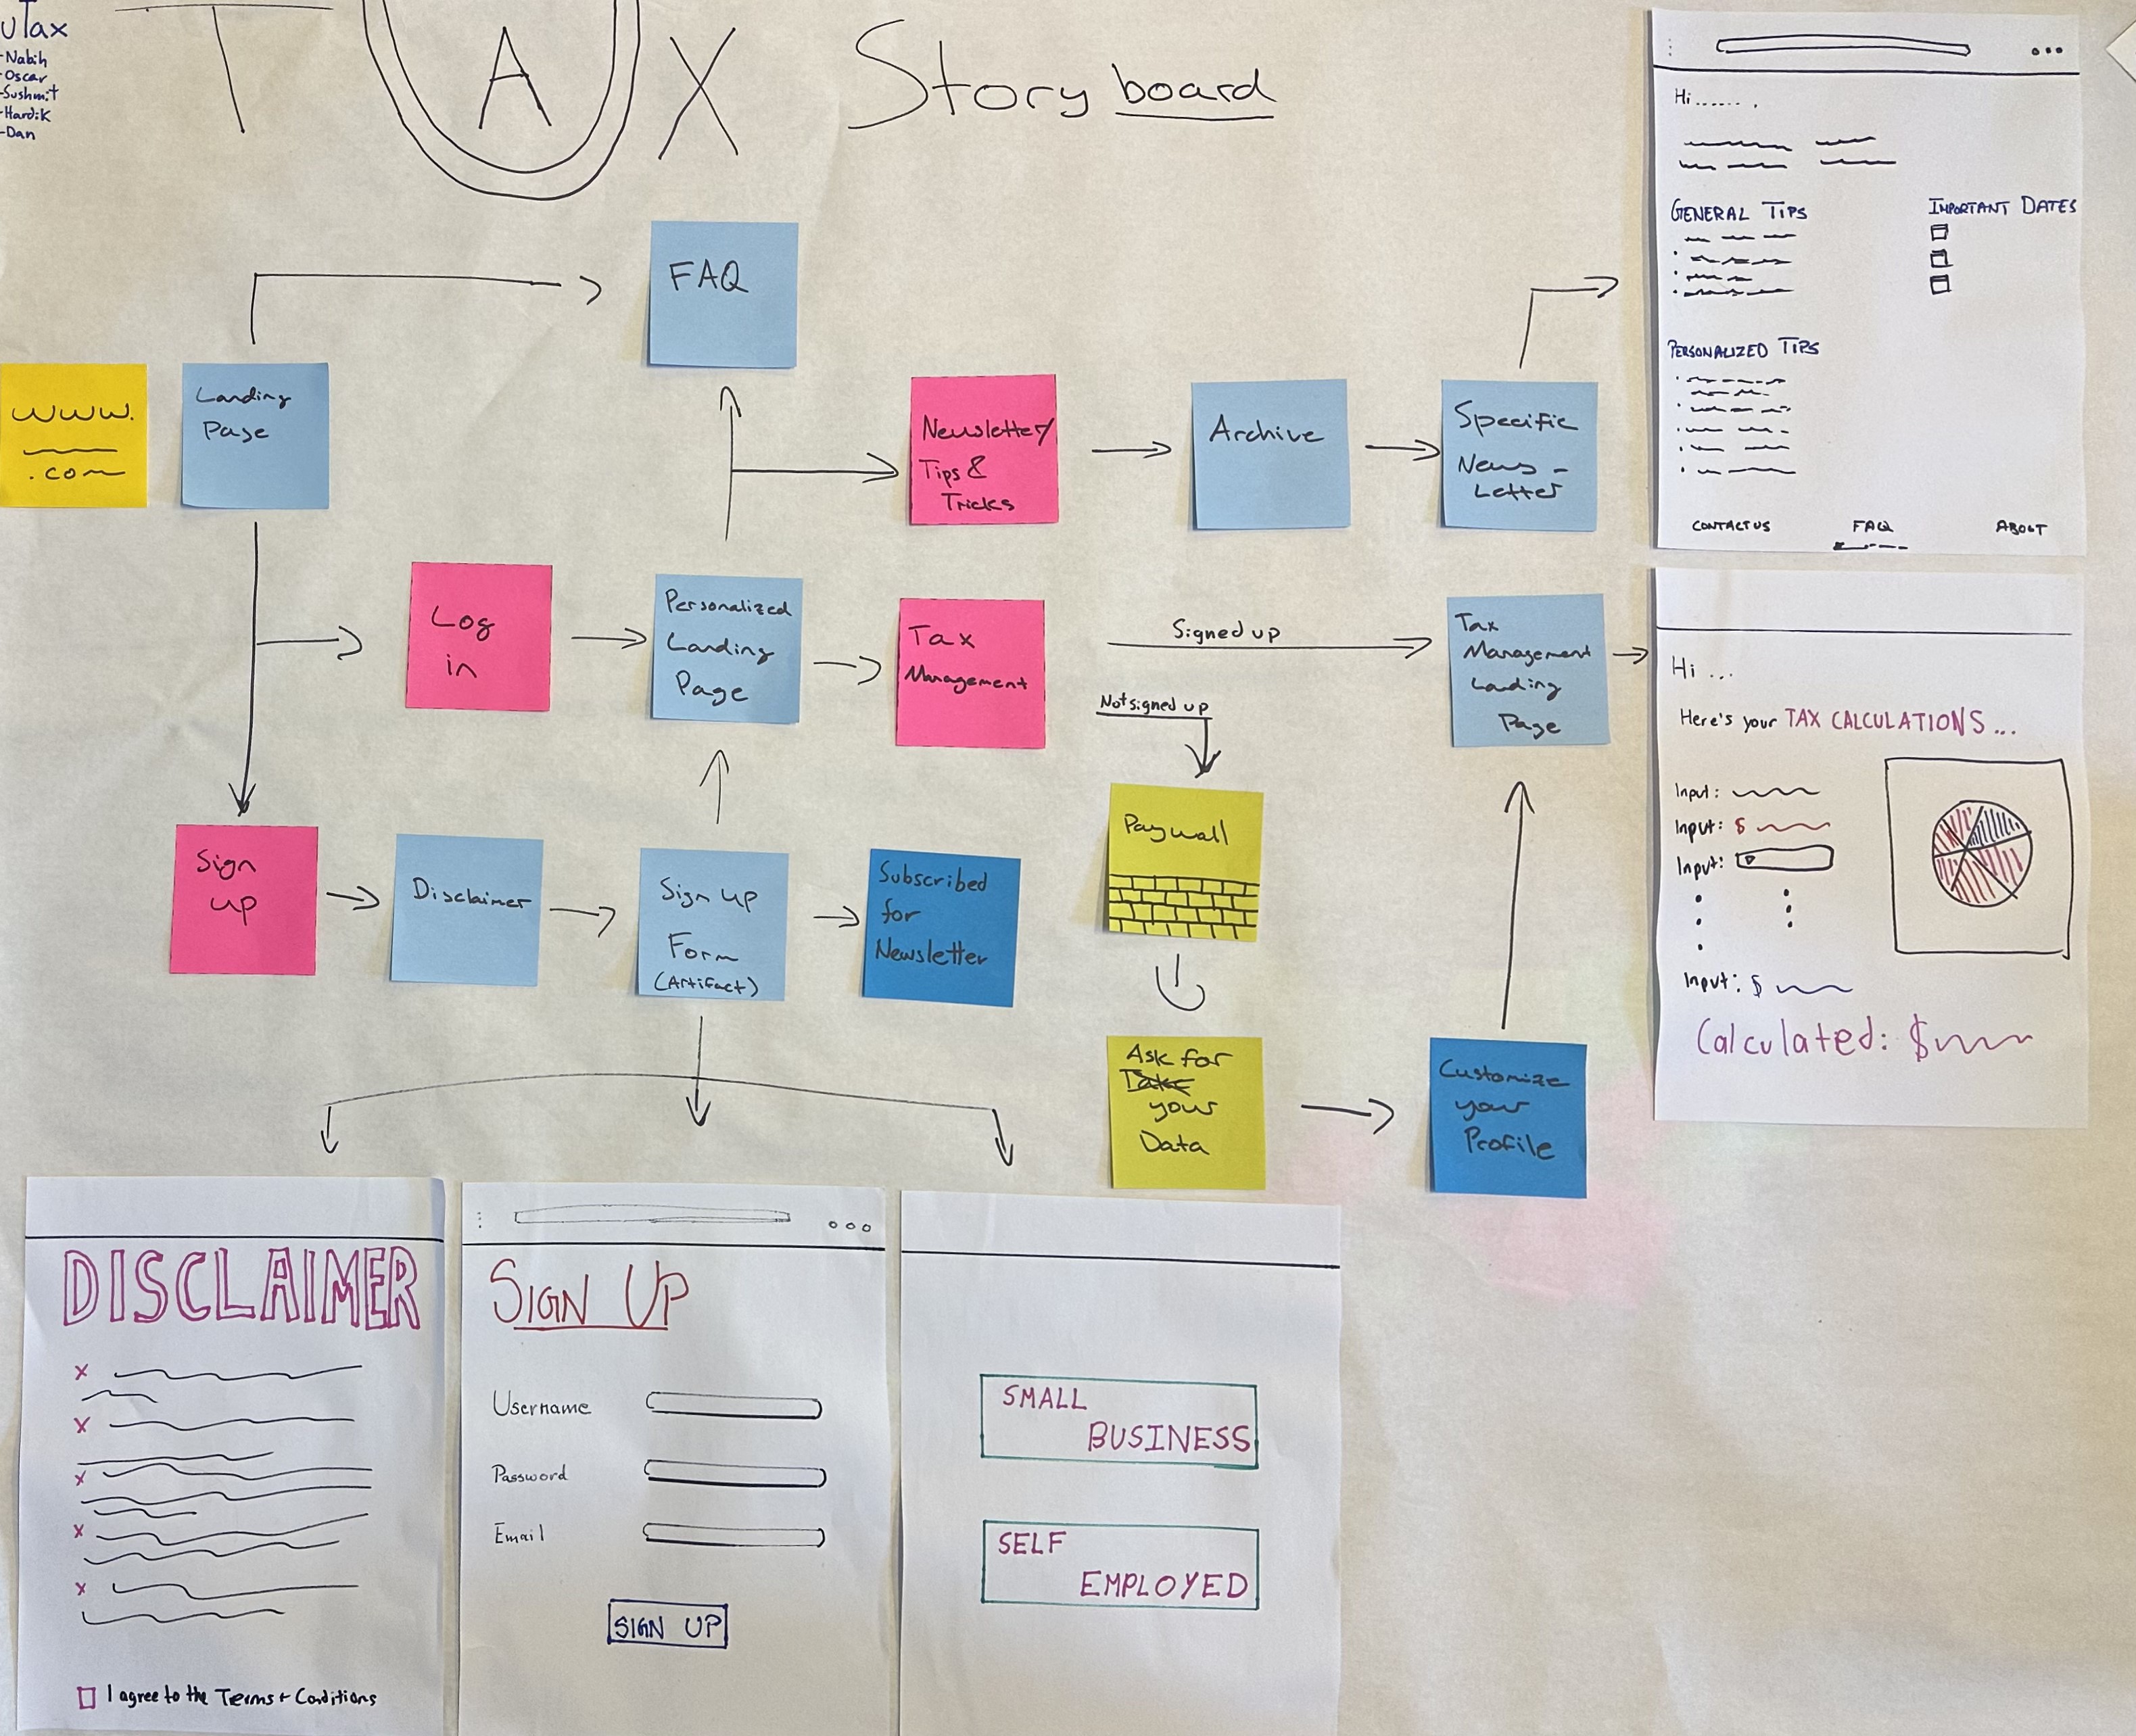 uTax
-Nabih
-Oscar
-Sushmit
-Hardik
-Dan
T A X Story board
FAQ
www.
.com
Landing
Page
Newsletter/
Tips &
Tricks
Archive
Specific
News-
Letter
Log
in
Personalized
Landing
Page
Tax
Management
Signed up
Not signed up
Tax
Management
Landing
Page
Sign
up
Disclaimer
Sign up
Form
(Artifact)
Subscribed
for
Newsletter
Paywall
Ask for
Take
your
Data
Customize
your
Profile
Hi ...... ,
GENERAL TIPS
IMPORTANT DATES
PERSONALIZED TIPS
CONTACT US FAQ ABOUT
Hi ...
Here's your TAX CALCULATIONS ...
Input:
Input: $
Input:
Input: $
Calculated: $
DISCLAIMER
x
x
x
x
x
I agree to the Terms + Conditions
SIGN UP
Username
Password
Email
SIGN UP
SMALL
BUSINESS
SELF
EMPLOYED